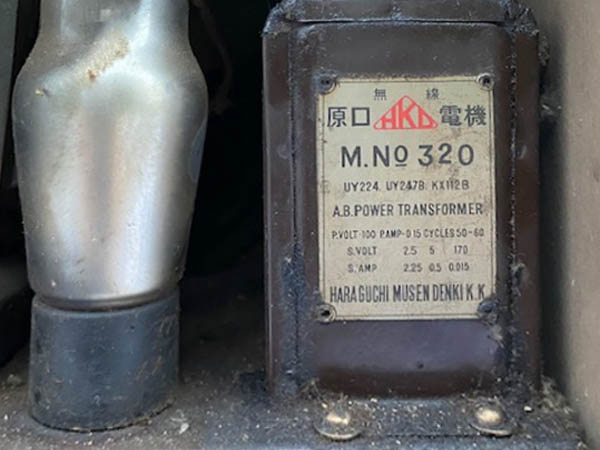 無線
原口 HKD 電機
M.No 320
UY224. UY247B. KX112B
A.B.POWER TRANSFORMER
P.VOLT-100 P.AMP-0.15 CYCLES 50-60
S.VOLT 2.5 5 170
S.AMP 2.25 0.5 0.015
HARAGUCHI MUSEN DENKI K.K